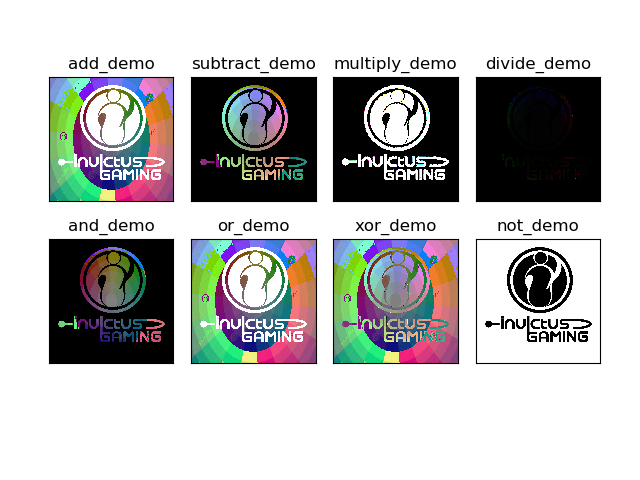 add_demo subtract_demo multiply_demo divide_demo
INVICTUS GAMING INVICTUS GAMING INVICTUS GAMING
and_demo or_demo xor_demo not_demo
INVICTUS GAMING INVICTUS GAMING INVICTUS GAMING INVICTUS GAMING